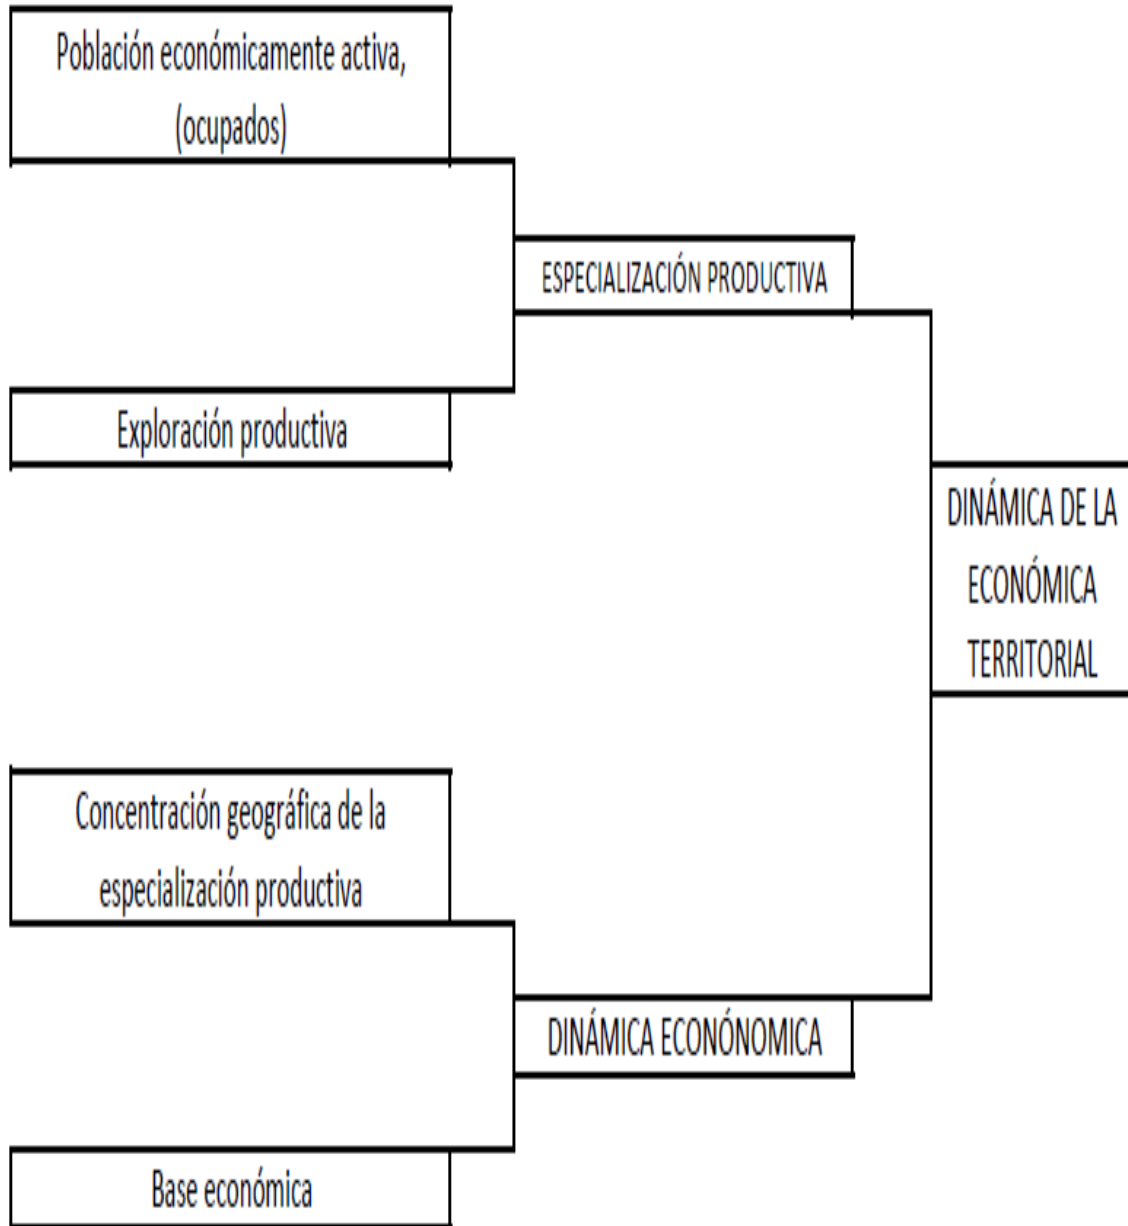 Población económicamente activa,
(ocupados)
ESPECIALIZACIÓN PRODUCTIVA
Exploración productiva
DINÁMICA DE LA
ECONÓMICA
TERRITORIAL
Concentración geográfica de la
especialización productiva
DINÁMICA ECONÓNOMICA
Base económica